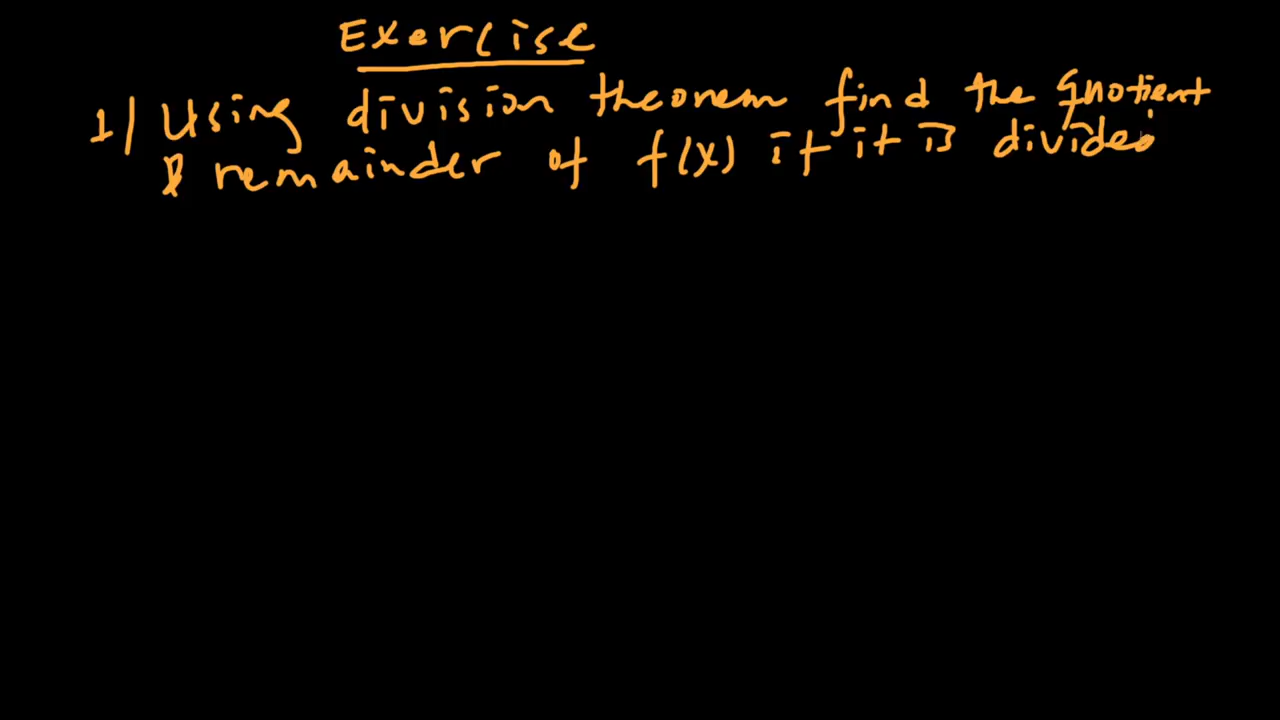 Exercise
1) Using division theorem find the quotient
& remainder of f(x) if it is divided